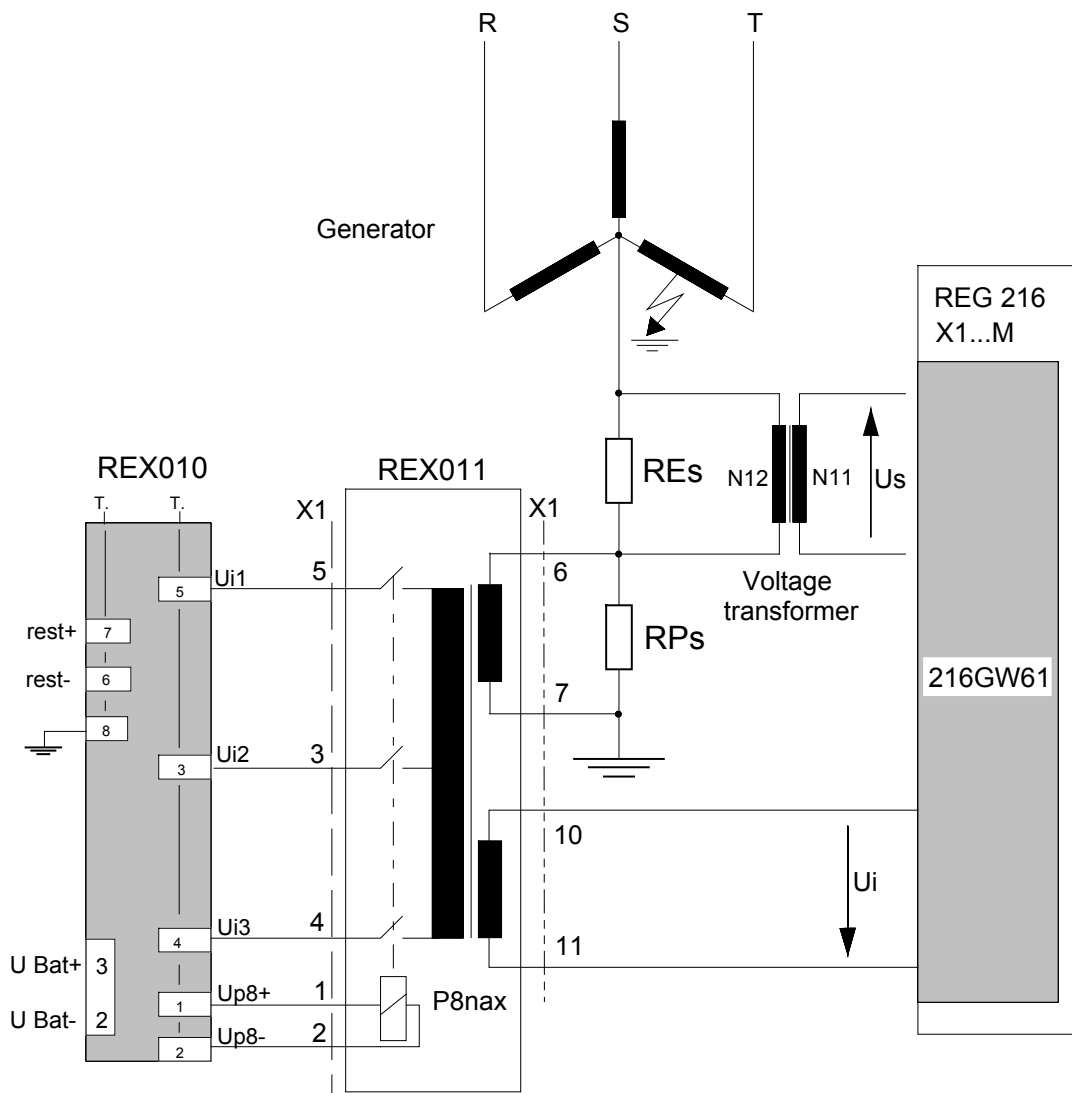 R S T
Generator
REG 216
X1...M
REX010
REX011
REs
N12
N11
Us
T.
T.
X1
X1
Ui1
5
5
6
Voltage
transformer
rest+
7
RPs
rest-
6
216GW61
7
8
Ui2
3
3
10
Ui
Ui3
4
4
11
U Bat+
3
Up8+
1
1
P8nax
U Bat-
2
Up8-
2
2